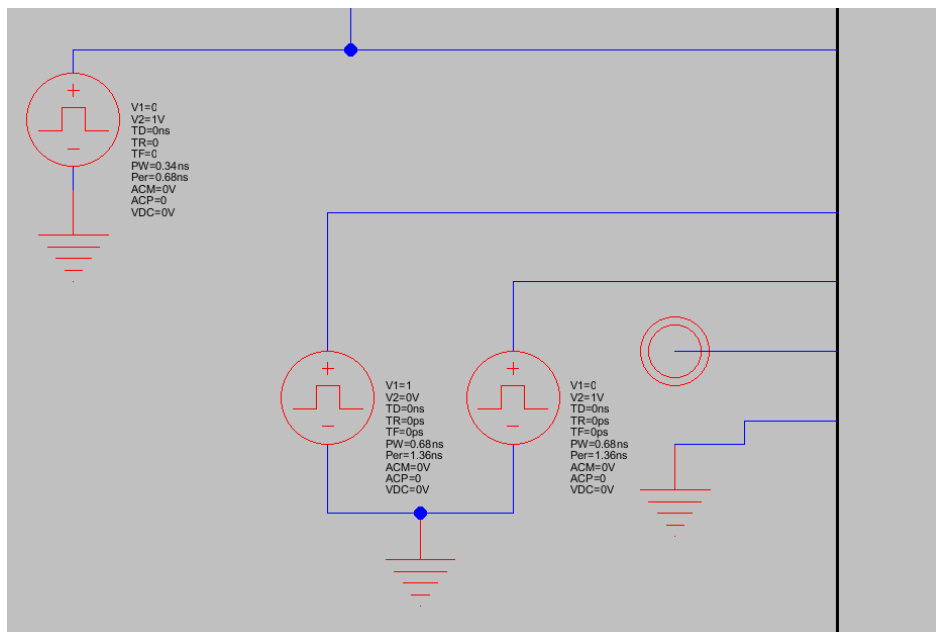 V1=0
V2=1V
TD=0ns
TR=0
TF=0
PW=0.34ns
Per=0.68ns
ACM=0V
ACP=0
VDC=0V
V1=1
V2=0V
TD=0ns
TR=0ps
TF=0ps
PW=0.68ns
Per=1.36ns
ACM=0V
ACP=0
VDC=0V
V1=0
V2=1V
TD=0ns
TR=0ps
TF=0ps
PW=0.68ns
Per=1.36ns
ACM=0V
ACP=0
VDC=0V